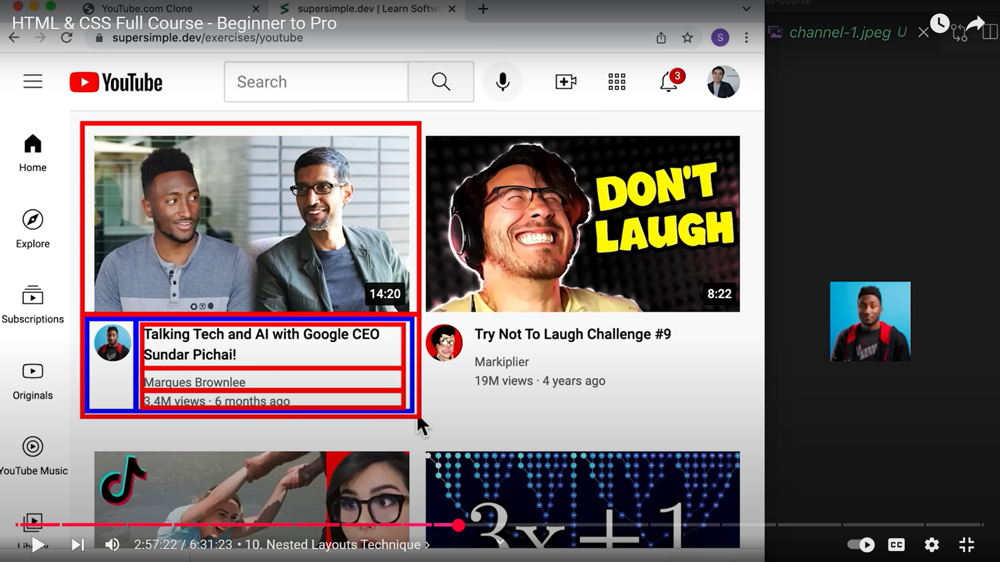 YouTube.com Clone
supersimple.dev | Learn Softw
HTML & CSS Full Course - Beginner to Pro
supersimple.dev/exercises/youtube
S
ss-course
channel-1.jpeg U
YouTube
Search
3
Home
Explore
Subscriptions
Originals
YouTube Music
Library
DON'T
LAUGH
14:20
8:22
Talking Tech and AI with Google CEO
Sundar Pichai!
Marques Brownlee
3.4M views · 6 months ago
Try Not To Laugh Challenge #9
Markiplier
19M views · 4 years ago
3x+1
2:57:22 / 6:31:23 • 10. Nested Layouts Technique
CC